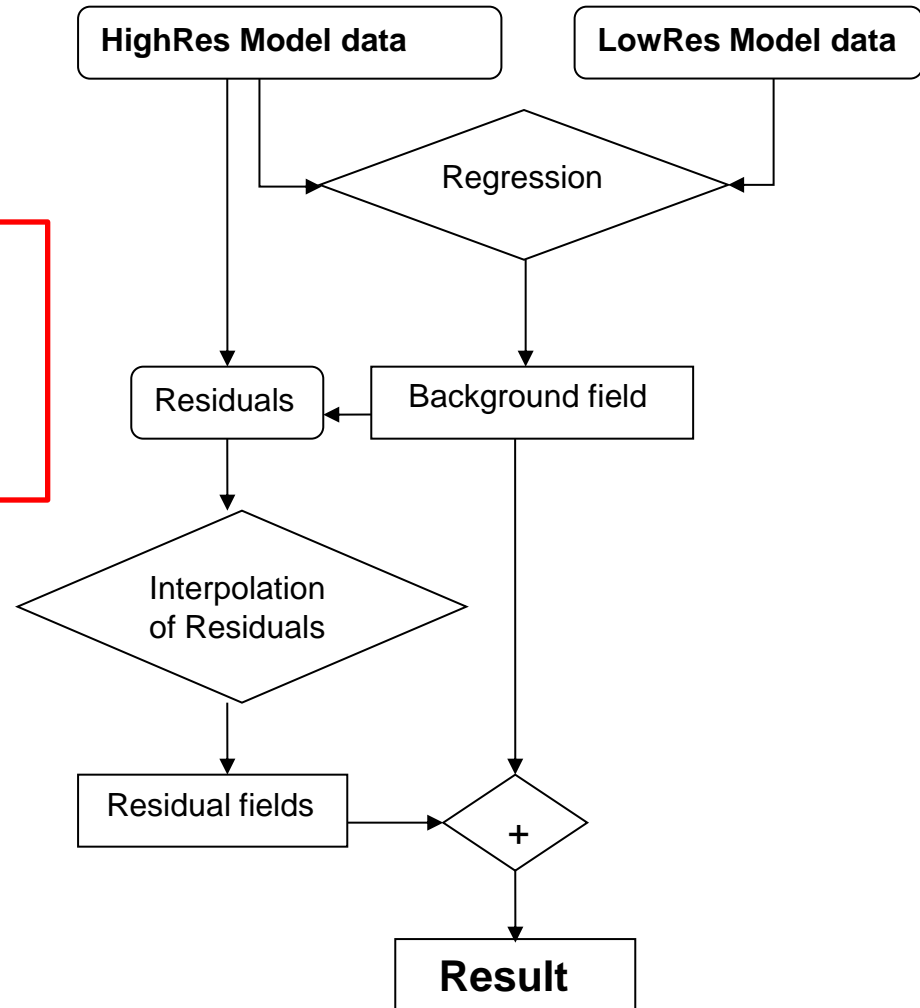 HighRes Model data
LowRes Model data
Regression
Residuals
Background field
Interpolation
of Residuals
Residual fields
+
Result